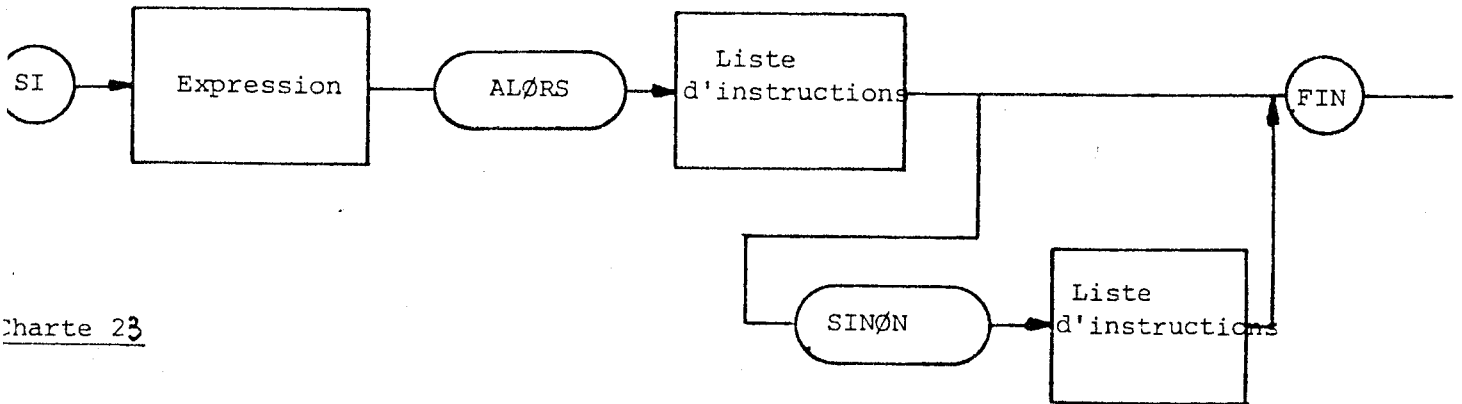 SI
Expression
ALØRS
Liste
d'instructions
FIN
SINØN
Liste
d'instructions
Charte 23